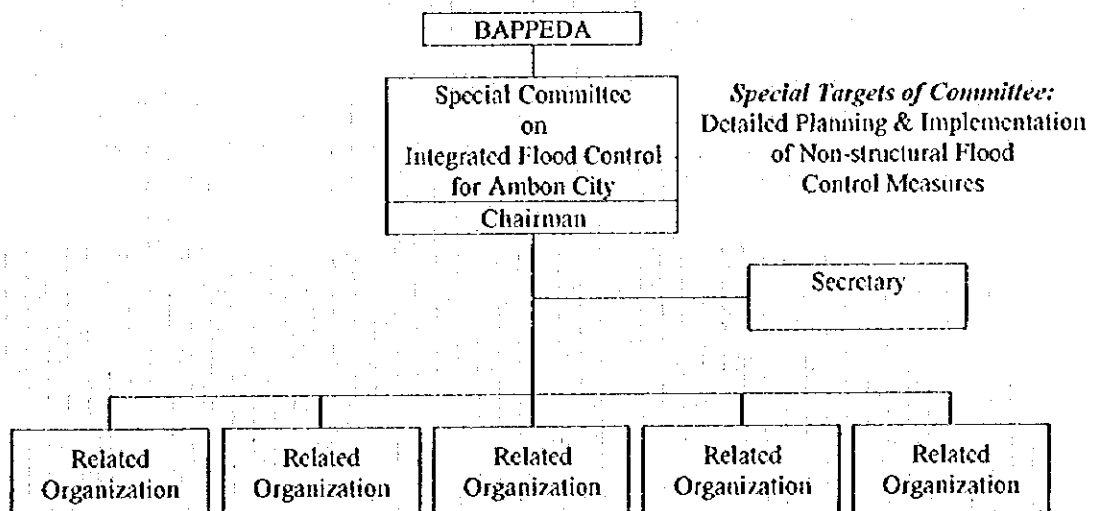 BAPPEDA
Special Committee
on
Integrated Flood Control
for Ambon City
Chairman
Special Targets of Committee:
Detailed Planning & Implementation
of Non-structural Flood
Control Measures
Secretary
Related
Organization
Related
Organization
Related
Organization
Related
Organization
Related
Organization